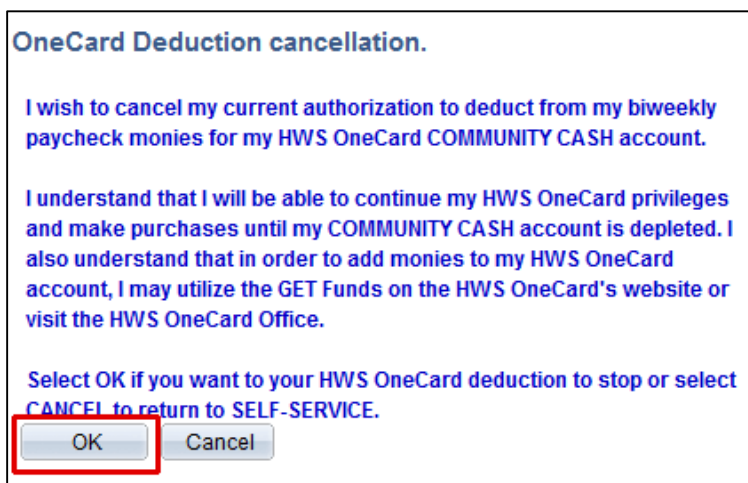 OneCard Deduction cancellation.
I wish to cancel my current authorization to deduct from my biweekly
paycheck monies for my HWS OneCard COMMUNITY CASH account.
I understand that I will be able to continue my HWS OneCard privileges
and make purchases until my COMMUNITY CASH account is depleted. I
also understand that in order to add monies to my HWS OneCard
account, I may utilize the GET Funds on the HWS OneCard's website or
visit the HWS OneCard Office.
Select OK if you want to your HWS OneCard deduction to stop or select
CANCEL to return to SELF-SERVICE.
OK Cancel